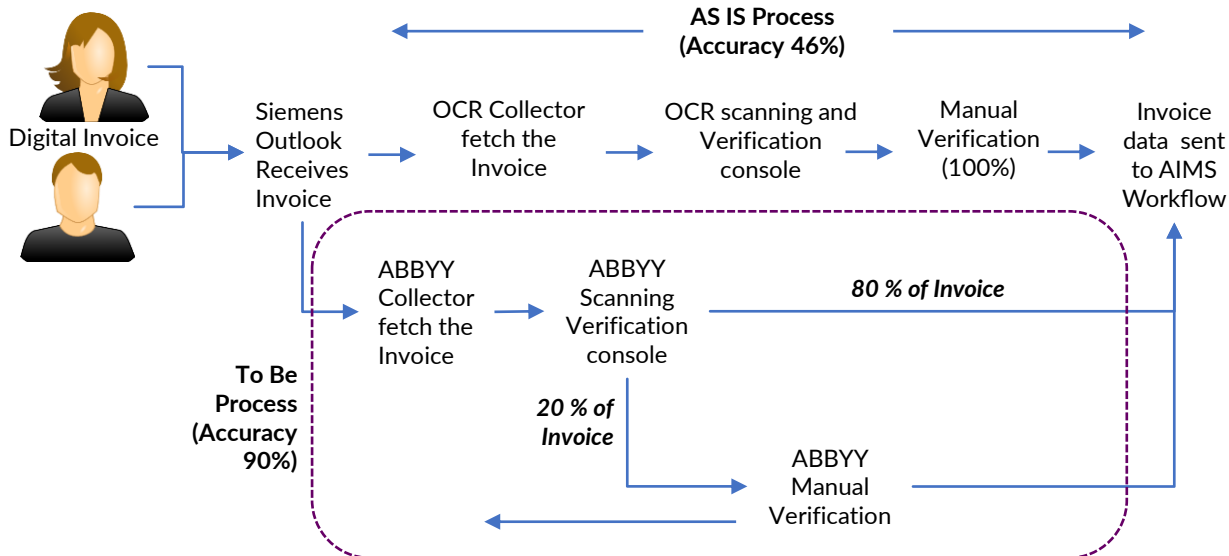 AS IS Process
(Accuracy 46%)
Digital Invoice
Siemens
Outlook
Receives
Invoice
OCR Collector
fetch the
Invoice
OCR scanning and
Verification
console
Manual
Verification
(100%)
Invoice
data sent
to AIMS
Workflow
ABBYY
Collector
fetch the
Invoice
ABBYY
Scanning
Verification
console
80 % of Invoice
To Be
Process
(Accuracy
90%)
20 % of
Invoice
ABBYY
Manual
Verification